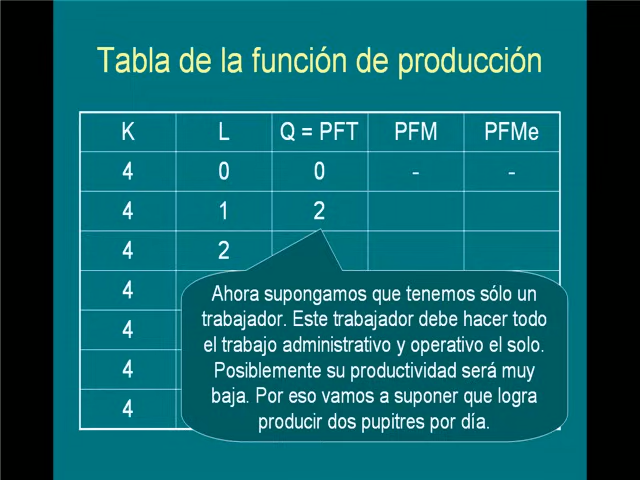 Tabla de la función de producción
K L Q = PFT PFM PFMe
4 0 0 - -
4 1 2
4 2
4
4
4
4
Ahora supongamos que tenemos sólo un
trabajador. Este trabajador debe hacer todo
el trabajo administrativo y operativo el solo.
Posiblemente su productividad será muy
baja. Por eso vamos a suponer que logra
producir dos pupitres por día.